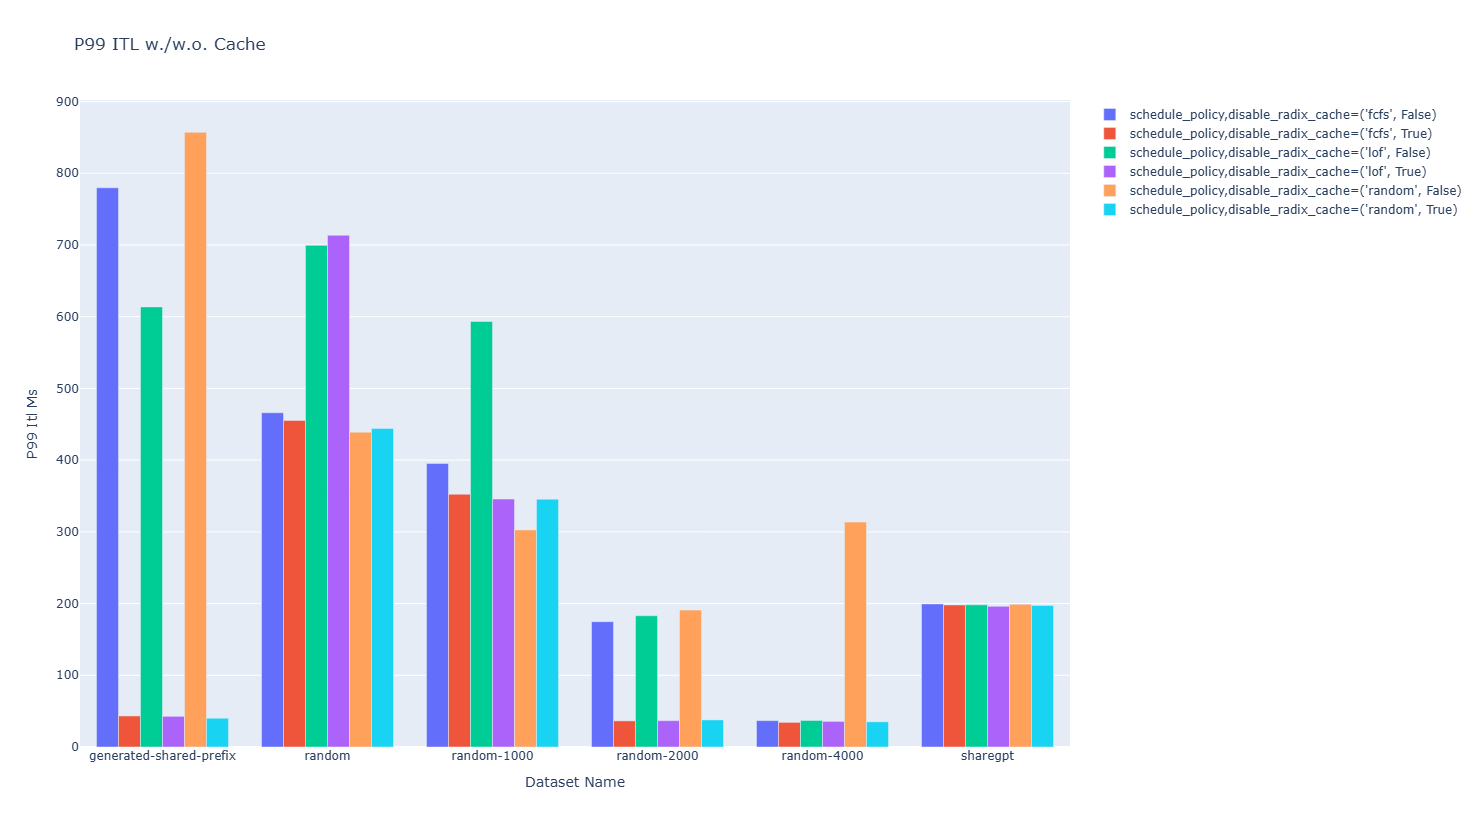 P99 ITL w./w.o. Cache
900
800
700
600
500
400
300
200
100
0
P99 Itl Ms
generated-shared-prefix
random
random-1000
random-2000
random-4000
sharegpt
Dataset Name
schedule_policy,disable_radix_cache=('fcfs', False)
schedule_policy,disable_radix_cache=('fcfs', True)
schedule_policy,disable_radix_cache=('lof', False)
schedule_policy,disable_radix_cache=('lof', True)
schedule_policy,disable_radix_cache=('random', False)
schedule_policy,disable_radix_cache=('random', True)